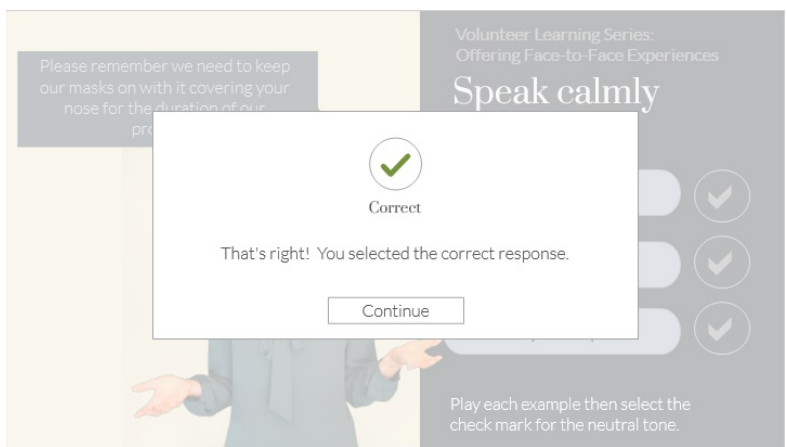 Please remember we need to keep
our masks on with it covering your
nose for the duration of our
Volunteer Learning Series:
Offering Face-to-Face Experiences
Speak calmly
Correct
That's right! You selected the correct response.
Continue
Play each example then select the
check mark for the neutral tone.